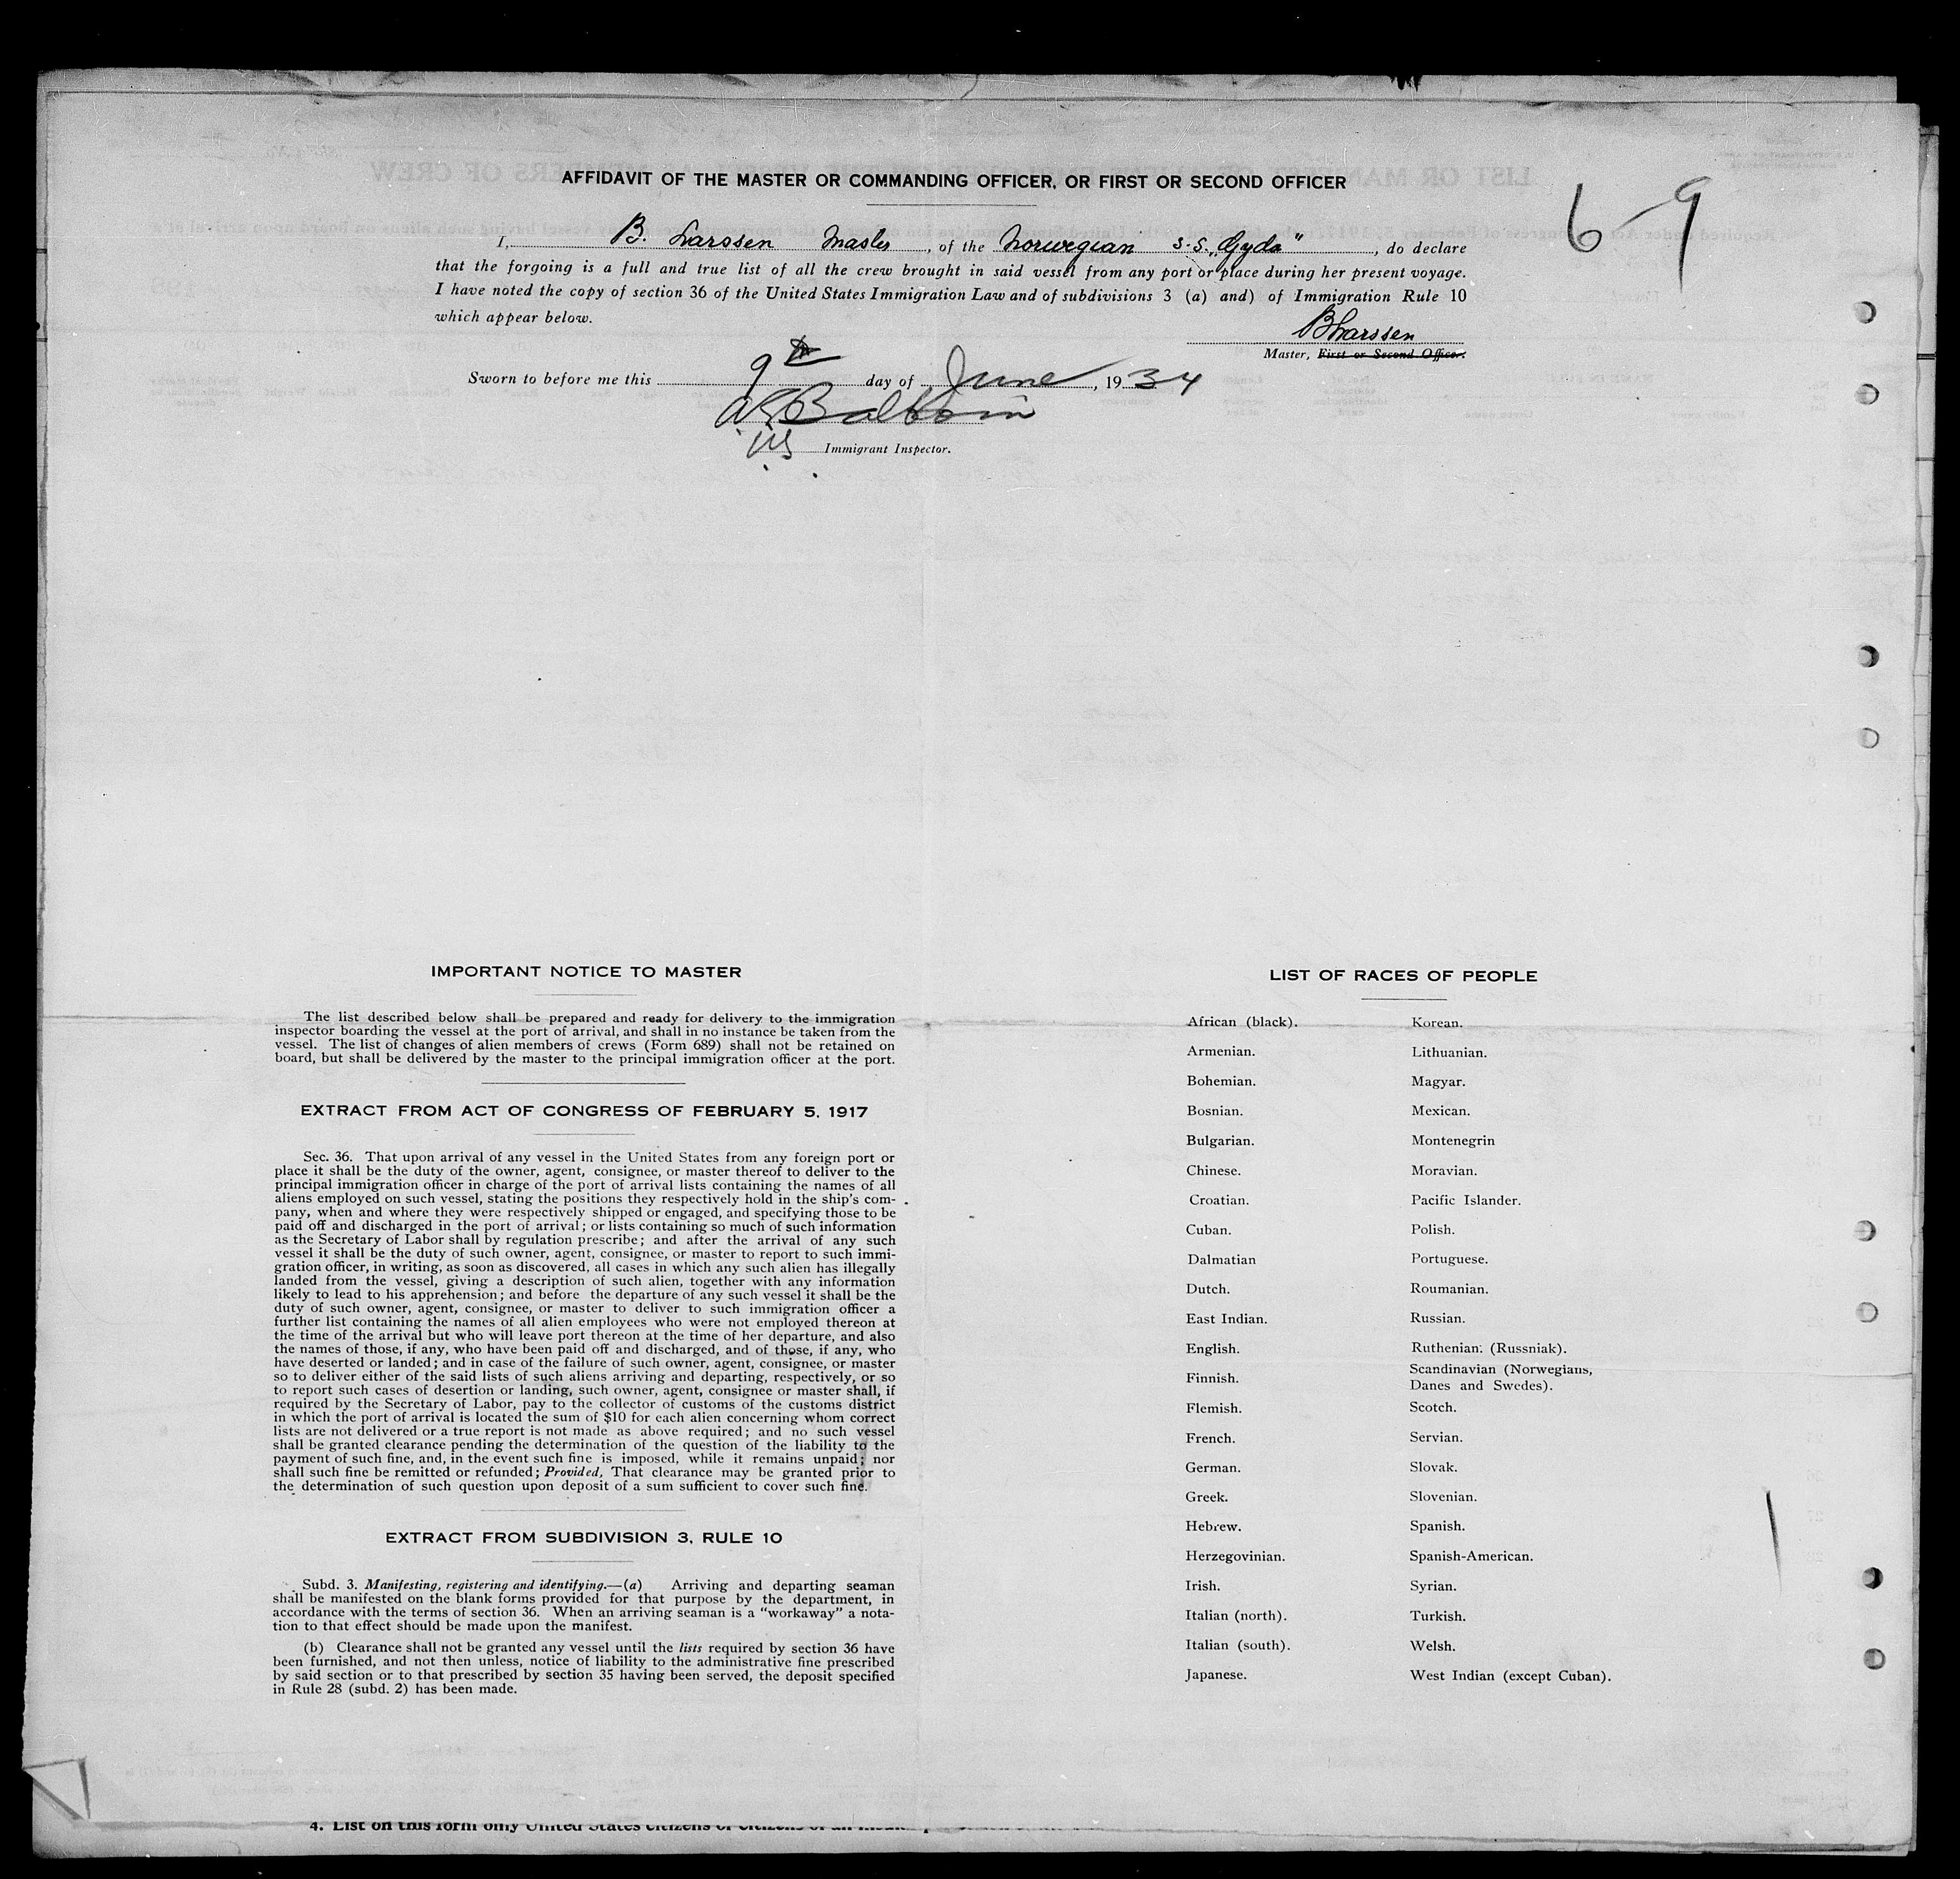 AFFIDAVIT OF THE MASTER OR COMMANDING OFFICER, OR FIRST OR SECOND OFFICER
6-9
I, B. Larssen Master, of the Norwegian S.S. "Gyda", do declare
that the forgoing is a full and true list of all the crew brought in said vessel from any port or place during her present voyage.
I have noted the copy of section 36 of the United States Immigration Law and of subdivisions 3 (a) and) of Immigration Rule 10
which appear below.
BLarssen
Master, First or Second Officer.
Sworn to before me this 9th day of June, 1934
Baldwin
US Immigrant Inspector.
IMPORTANT NOTICE TO MASTER
The list described below shall be prepared and ready for delivery to the immigration
inspector boarding the vessel at the port of arrival, and shall in no instance be taken from the
vessel. The list of changes of alien members of crews (Form 689) shall not be retained on
board, but shall be delivered by the master to the principal immigration officer at the port.
EXTRACT FROM ACT OF CONGRESS OF FEBRUARY 5, 1917
Sec. 36. That upon arrival of any vessel in the United States from any foreign port or
place it shall be the duty of the owner, agent, consignee, or master thereof to deliver to the
principal immigration officer in charge of the port of arrival lists containing the names of all
aliens employed on such vessel, stating the positions they respectively hold in the ship's com-
pany, when and where they were respectively shipped or engaged, and specifying those to be
paid off and discharged in the port of arrival; or lists containing so much of such information
as the Secretary of Labor shall by regulation prescribe; and after the arrival of any such
vessel it shall be the duty of such owner, agent, consignee, or master to report to such immi-
gration officer, in writing, as soon as discovered, all cases in which any such alien has illegally
landed from the vessel, giving a description of such alien, together with any information
likely to lead to his apprehension; and before the departure of any such vessel it shall be the
duty of such owner, agent, consignee, or master to deliver to such immigration officer a
further list containing the names of all alien employees who were not employed thereon at
the time of the arrival but who will leave port thereon at the time of her departure, and also
the names of those, if any, who have been paid off and discharged, and of those, if any, who
have deserted or landed; and in case of the failure of such owner, agent, consignee, or master
so to deliver either of the said lists of such aliens arriving and departing, respectively, or so
to report such cases of desertion or landing, such owner, agent, consignee or master shall, if
required by the Secretary of Labor, pay to the collector of customs of the customs district
in which the port of arrival is located the sum of $10 for each alien concerning whom correct
lists are not delivered or a true report is not made as above required; and no such vessel
shall be granted clearance pending the determination of the question of the liability to the
payment of such fine, and, in the event such fine is imposed, while it remains unpaid; nor
shall such fine be remitted or refunded; Provided, That clearance may be granted prior to
the determination of such question upon deposit of a sum sufficient to cover such fine.
EXTRACT FROM SUBDIVISION 3, RULE 10
Subd. 3. Manifesting, registering and identifying.—(a) Arriving and departing seaman
shall be manifested on the blank forms provided for that purpose by the department, in
accordance with the terms of section 36. When an arriving seaman is a "workaway" a nota-
tion to that effect should be made upon the manifest.
(b) Clearance shall not be granted any vessel until the lists required by section 36 have
been furnished, and not then unless, notice of liability to the administrative fine prescribed
by said section or to that prescribed by section 35 having been served, the deposit specified
in Rule 28 (subd. 2) has been made.
LIST OF RACES OF PEOPLE
African (black).
Armenian.
Bohemian.
Bosnian.
Bulgarian.
Chinese.
Croatian.
Cuban.
Dalmatian
Dutch.
East Indian.
English.
Finnish.
Flemish.
French.
German.
Greek.
Hebrew.
Herzegovinian.
Irish.
Italian (north).
Italian (south).
Japanese.
Korean.
Lithuanian.
Magyar.
Mexican.
Montenegrin
Moravian.
Pacific Islander.
Polish.
Portuguese.
Roumanian.
Russian.
Ruthenian. (Russniak).
Scandinavian (Norwegians,
Danes and Swedes).
Scotch.
Servian.
Slovak.
Slovenian.
Spanish.
Spanish-American.
Syrian.
Turkish.
Welsh.
West Indian (except Cuban).
4. List on this form only United States citizens or citizens of